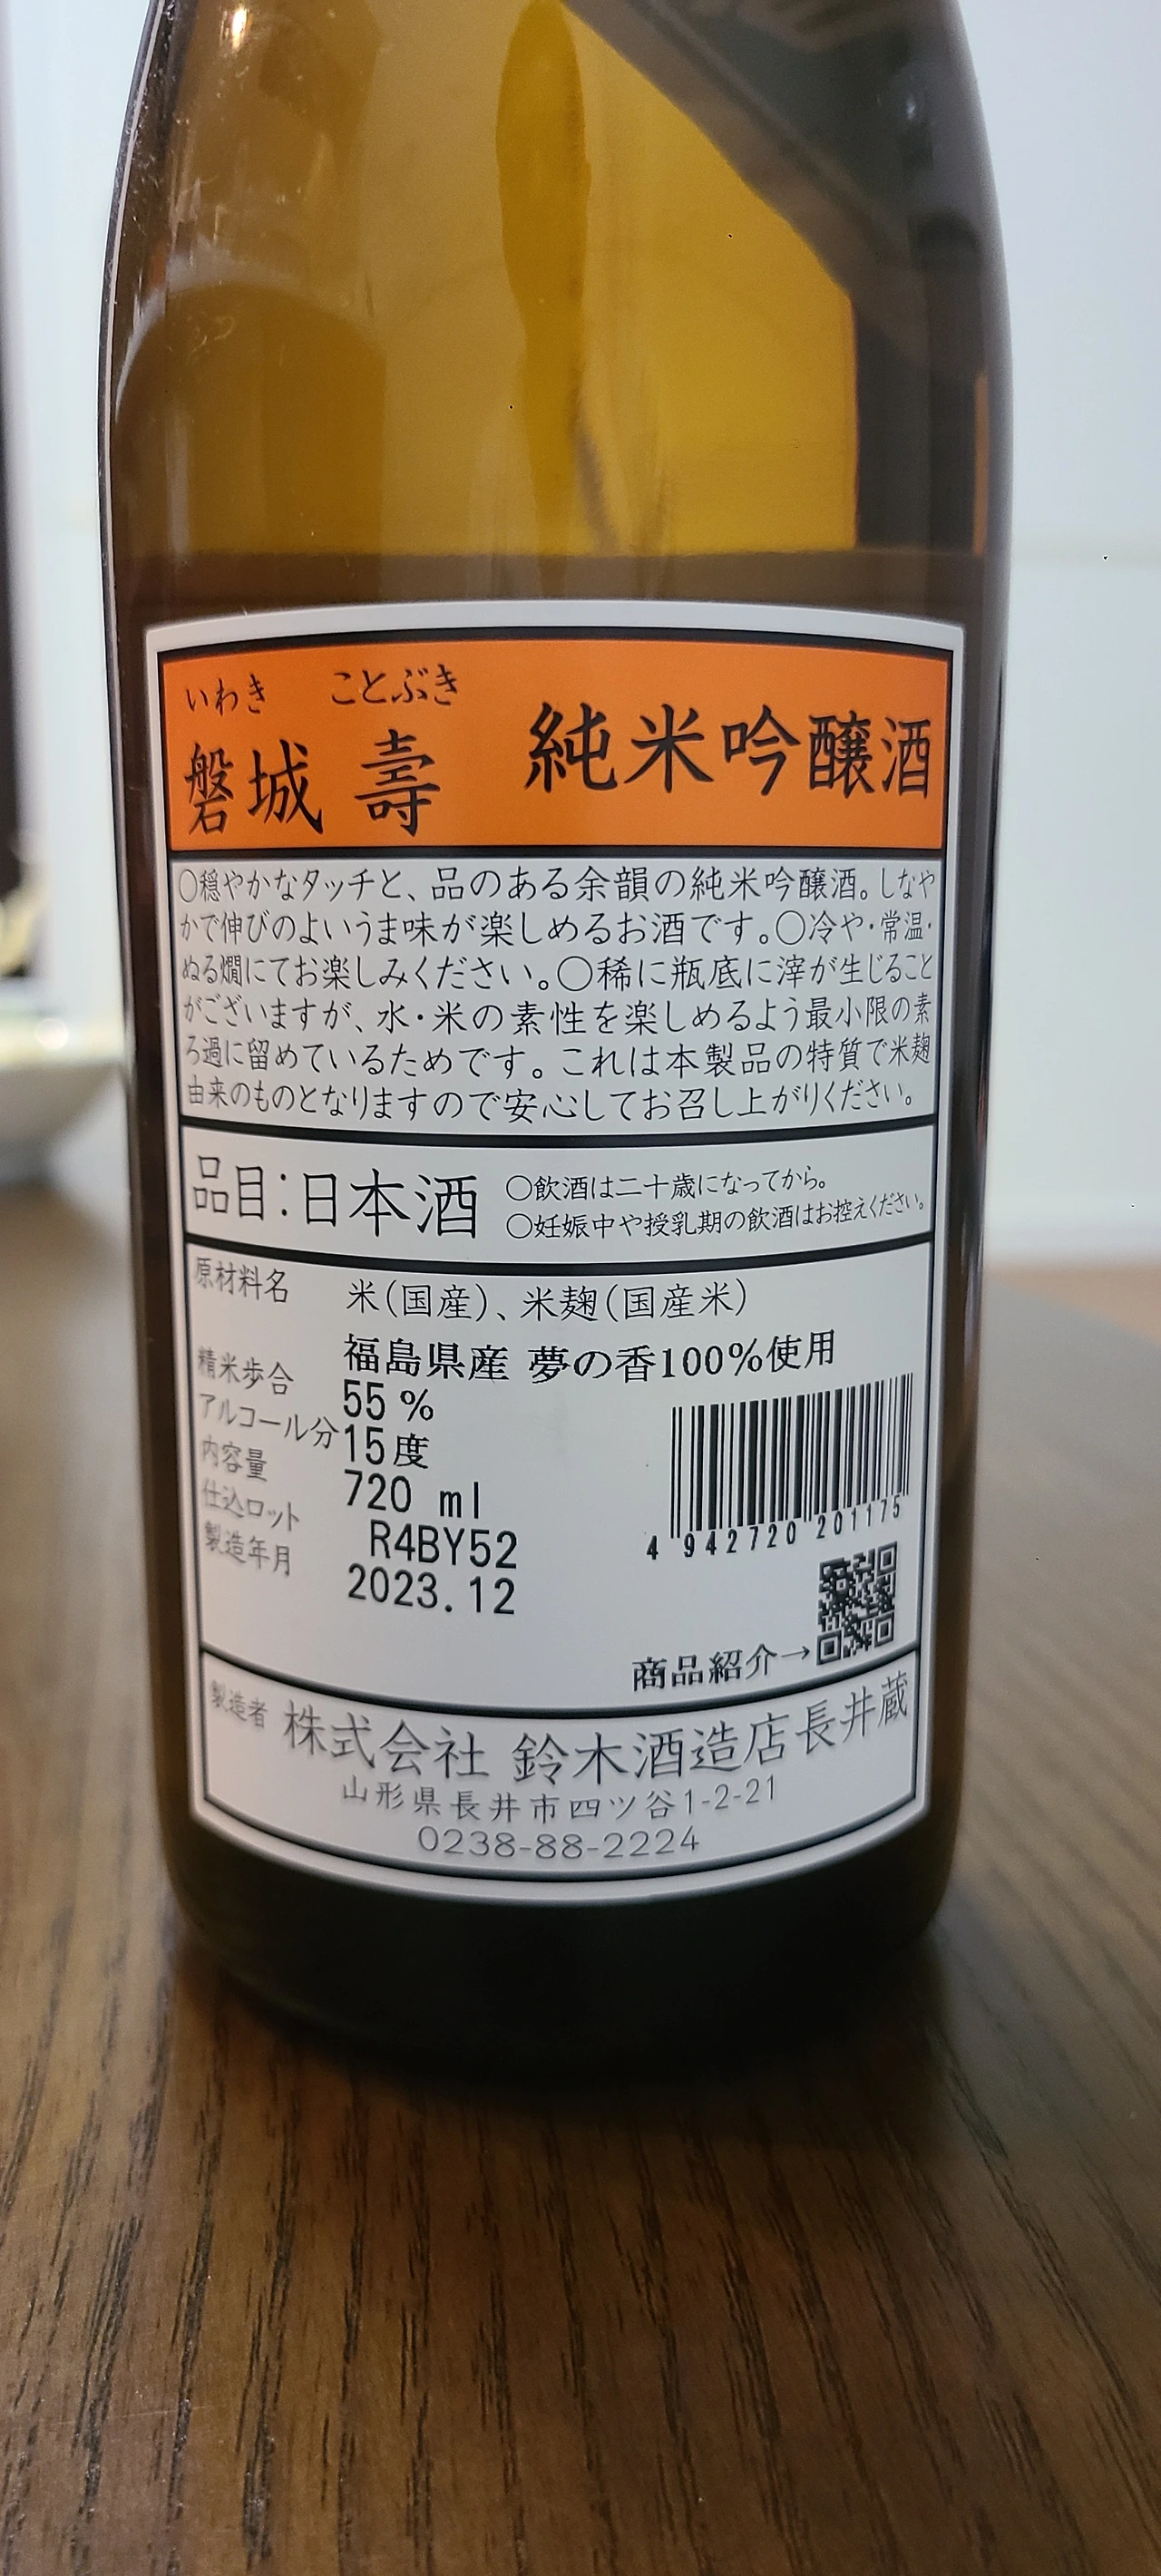 いわき ことぶき
磐城 壽 純米吟醸酒
〇穏やかなタッチと、品のある余韻の純米吟醸酒。しなや
かで伸びのよいうま味が楽しめるお酒です。〇冷や・常温・
ぬる燗にてお楽しみください。〇稀に瓶底に滓が生じること
がございますが、水・米の素性を楽しめるよう最小限の素
ろ過に留めているためです。これは本製品の特質で米麹
由来のものとなりますので安心してお召し上がりください。
品目:日本酒
〇飲酒は二十歳になってから。
〇妊娠中や授乳期の飲酒はお控えください。
原材料名 米(国産)、米麹(国産米)
福島県産 夢の香100%使用
精米歩合 55 %
アルコール分 15度
内容量 720 ml
仕込ロット R4BY52
製造年月 2023.12
4 942720 201175
商品紹介→
製造者 株式会社 鈴木酒造店長井蔵
山形県長井市四ツ谷1-2-21
0238-88-2224